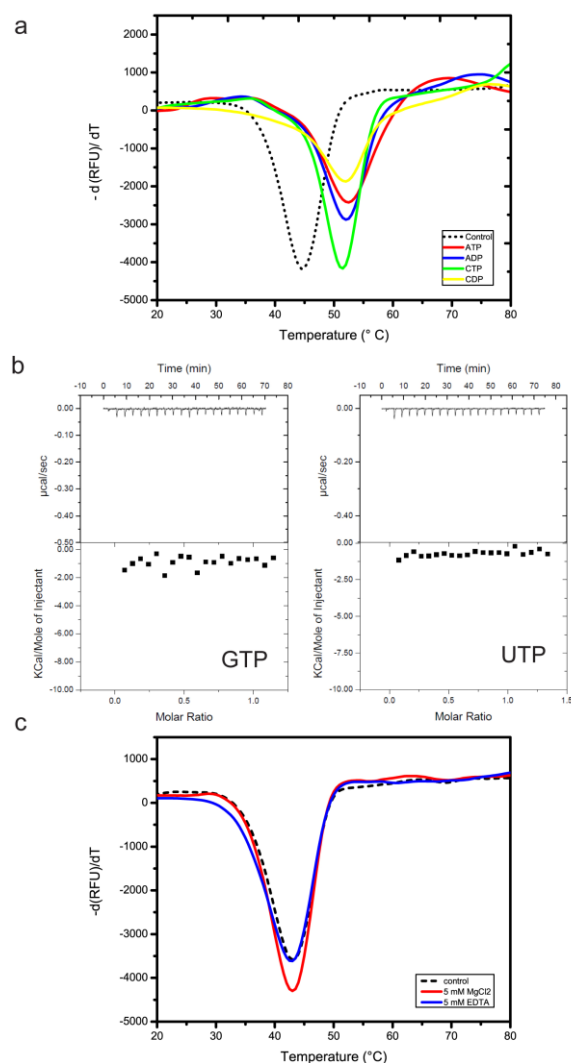 a
2000
1000
0
-1000
-2000
-3000
-4000
-5000
- d(RFU)/ dT
Control
ATP
ADP
CTP
CDP
20 30 40 50 60 70 80
Temperature (° C)
b
Time (min)
-10 0 10 20 30 40 50 60 70 80
0.00
-0.10
-0.20
-0.30
-0.40
-0.50
µcal/sec
0.00
-2.00
-4.00
-6.00
-8.00
-10.00
KCal/Mole of Injectant
GTP
0.0 0.5 1.0
Molar Ratio
Time (min)
-10 0 10 20 30 40 50 60 70 80
0.00
-0.20
-0.40
µcal/sec
0.00
-2.50
-5.00
-7.50
-10.00
KCal/Mole of Injectant
UTP
0.0 0.5 1.0 1.5
Molar Ratio
c
1000
0
-1000
-2000
-3000
-4000
-5000
-d(RFU)/dT
control
5 mM MgCl2
5 mM EDTA
20 30 40 50 60 70 80
Temperature (°C)